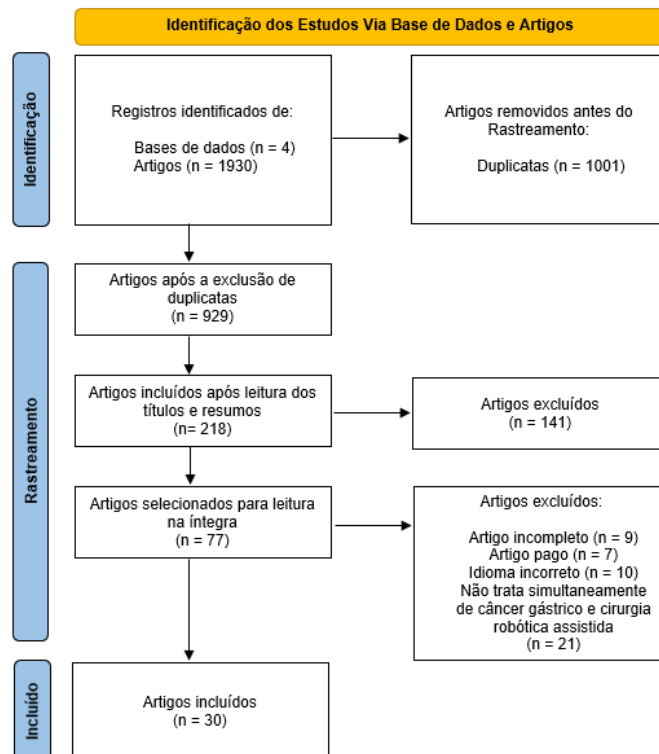 Identificação dos Estudos Via Base de Dados e Artigos
Identificação
Registros identificados de:
Bases de dados (n = 4)
Artigos (n = 1930)
Artigos removidos antes do
Rastreamento:
Duplicatas (n = 1001)
Rastreamento
Artigos após a exclusão de
duplicatas
(n = 929)
Artigos incluídos após leitura dos
títulos e resumos
(n= 218)
Artigos excluídos
(n = 141)
Artigos selecionados para leitura
na íntegra
(n = 77)
Artigos excluídos:
Artigo incompleto (n = 9)
Artigo pago (n = 7)
Idioma incorreto (n = 10)
Não trata simultaneamente
de câncer gástrico e cirurgia
robótica assistida
(n = 21)
Incluído
Artigos incluídos
(n = 30)